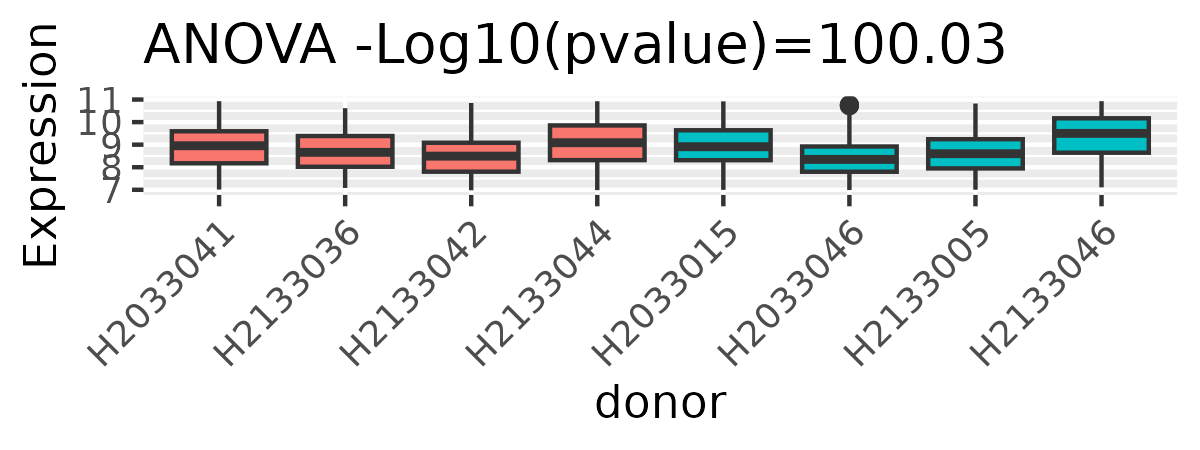 ANOVA -Log10(pvalue)=100.03
Expression
11
10
9
8
7
H2033041
H2133036
H2133042
H2133044
H2033015
H2033046
H2133005
H2133046
donor